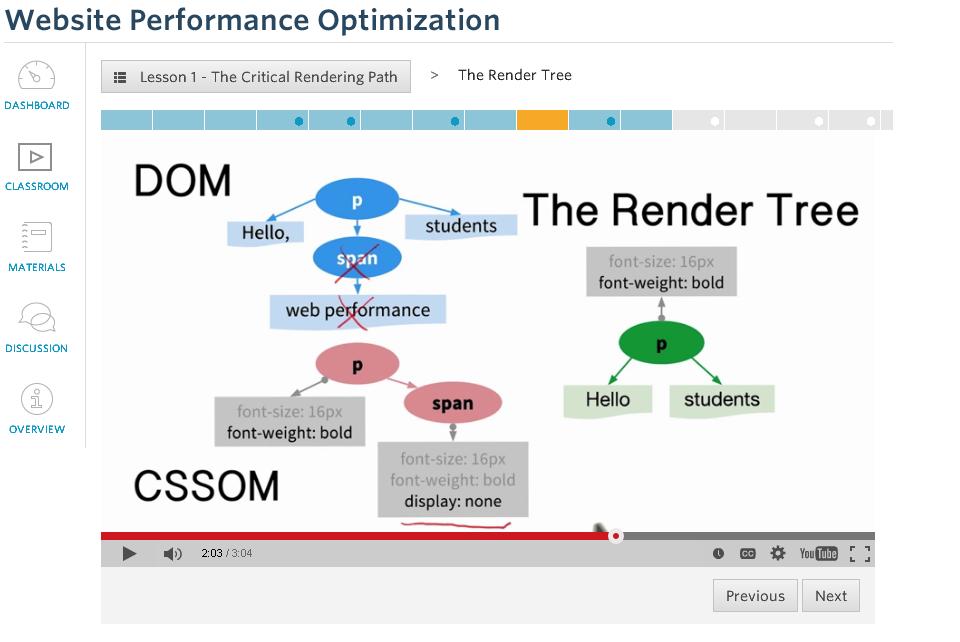 Website Performance Optimization
Lesson 1 - The Critical Rendering Path > The Render Tree
DASHBOARD
CLASSROOM
MATERIALS
DISCUSSION
OVERVIEW
DOM
p
Hello,
students
span
web performance
p
font-size: 16px
font-weight: bold
span
font-size: 16px
font-weight: bold
display: none
CSSOM
The Render Tree
font-size: 16px
font-weight: bold
p
Hello
students
2:03 / 3:04
CC
YouTube
Previous
Next